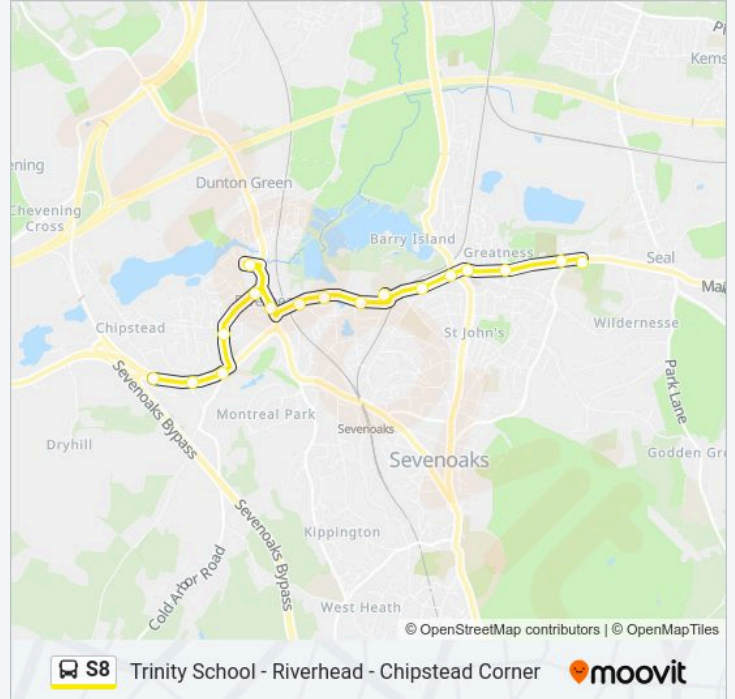 Kems
ening
Dunton Green
Chevening
Cross
Barry Island
Greatness
Seal
Mai
Chipstead
St John's
Wildernesse
Sevenoaks Bypass
Park Lane
Montreal Park
Sevenoaks
Dryhill
Sevenoaks
Godden Gre
Sevenoaks Bypass
Kippington
Cold Arbor Road
West Heath
© OpenStreetMap contributors | © OpenMapTiles
S8 Trinity School - Riverhead - Chipstead Corner moovit